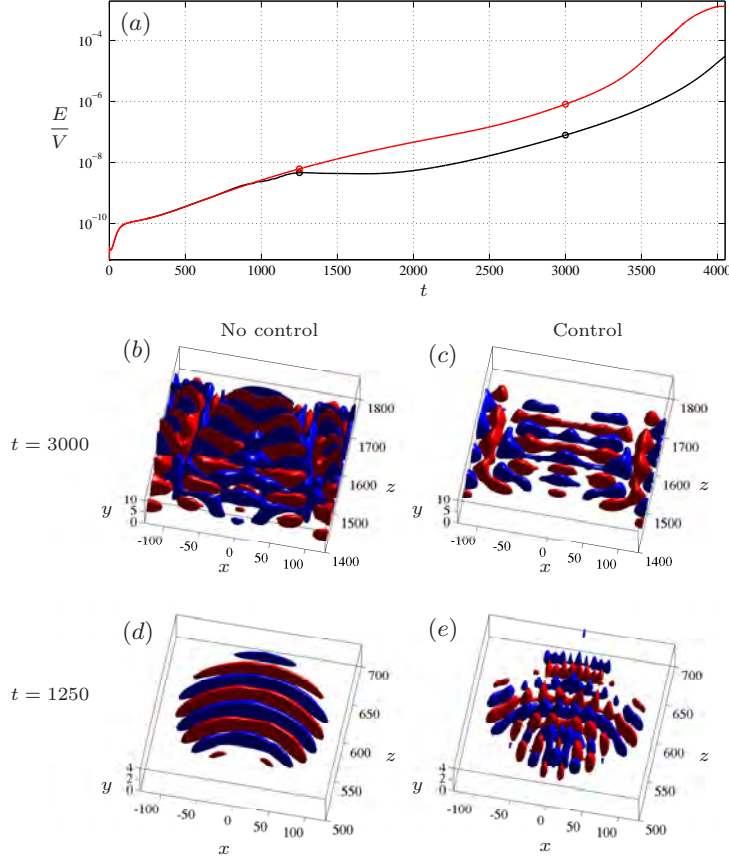 (a)
10⁻⁴
10⁻⁶
E
V
10⁻⁸
10⁻¹⁰
0 500 1000 1500 2000 2500 3000 3500 4000
t
No control Control
(b) (c)
t = 3000
1800 1800
1700 1700
1600 z 1600 z
1500 1500
1400 1400
y 10 5 0 y 10 5 0
-100 -50 0 50 100 -100 -50 0 50 100
x x
(d) (e)
t = 1250
700 700
650 650
600 z 600 z
550 550
500 500
y 4 2 0 y 4 2 0
-100 -50 0 50 100 -100 -50 0 50 100
x x